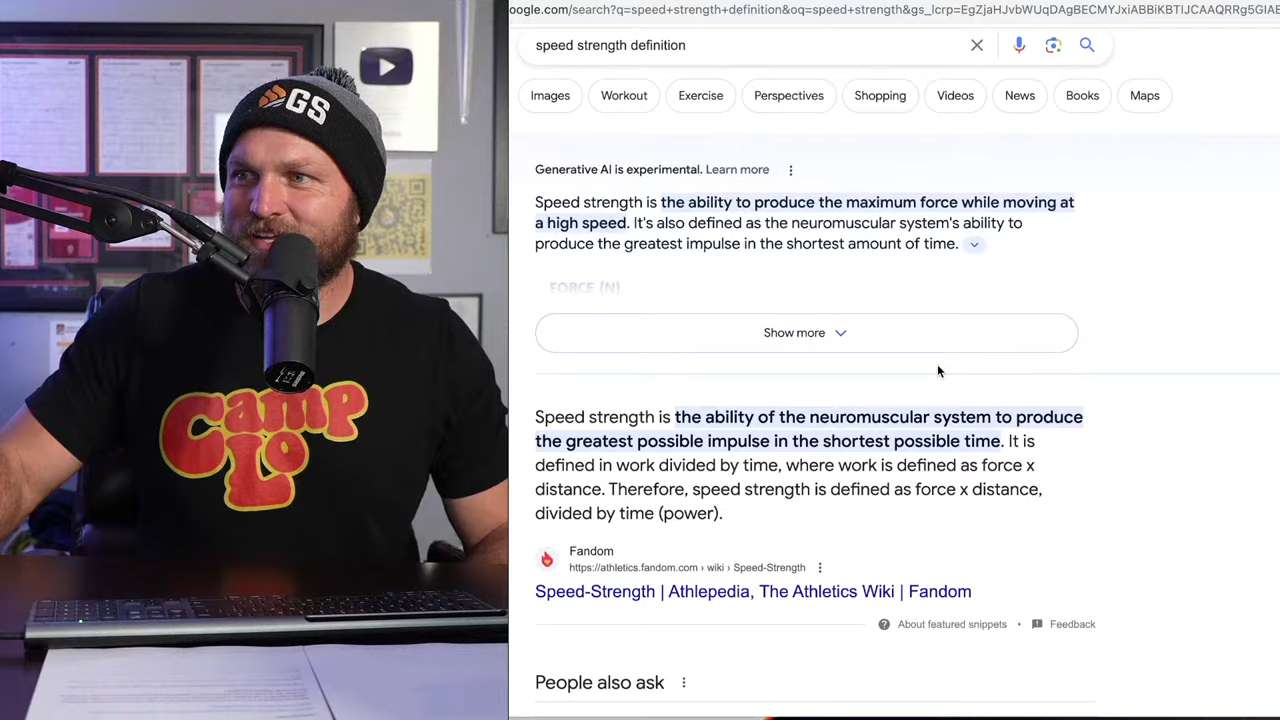 GS
Camp
Lo
oogle.com/search?q=speed+strength+definition&oq=speed+strength&gs_lcrp=EgZjaHJvbWUqDAgBECMYJxiABBiKBTIJCAAQRRg5GIAE
speed strength definition
Images
Workout
Exercise
Perspectives
Shopping
Videos
News
Books
Maps
Generative AI is experimental. Learn more
Speed strength is the ability to produce the maximum force while moving at
a high speed. It's also defined as the neuromuscular system's ability to
produce the greatest impulse in the shortest amount of time.
FORCE (N)
Show more
Speed strength is the ability of the neuromuscular system to produce
the greatest possible impulse in the shortest possible time. It is
defined in work divided by time, where work is defined as force x
distance. Therefore, speed strength is defined as force x distance,
divided by time (power).
Fandom
https://athletics.fandom.com › wiki › Speed-Strength
Speed-Strength | Athlepedia, The Athletics Wiki | Fandom
About featured snippets • Feedback
People also ask